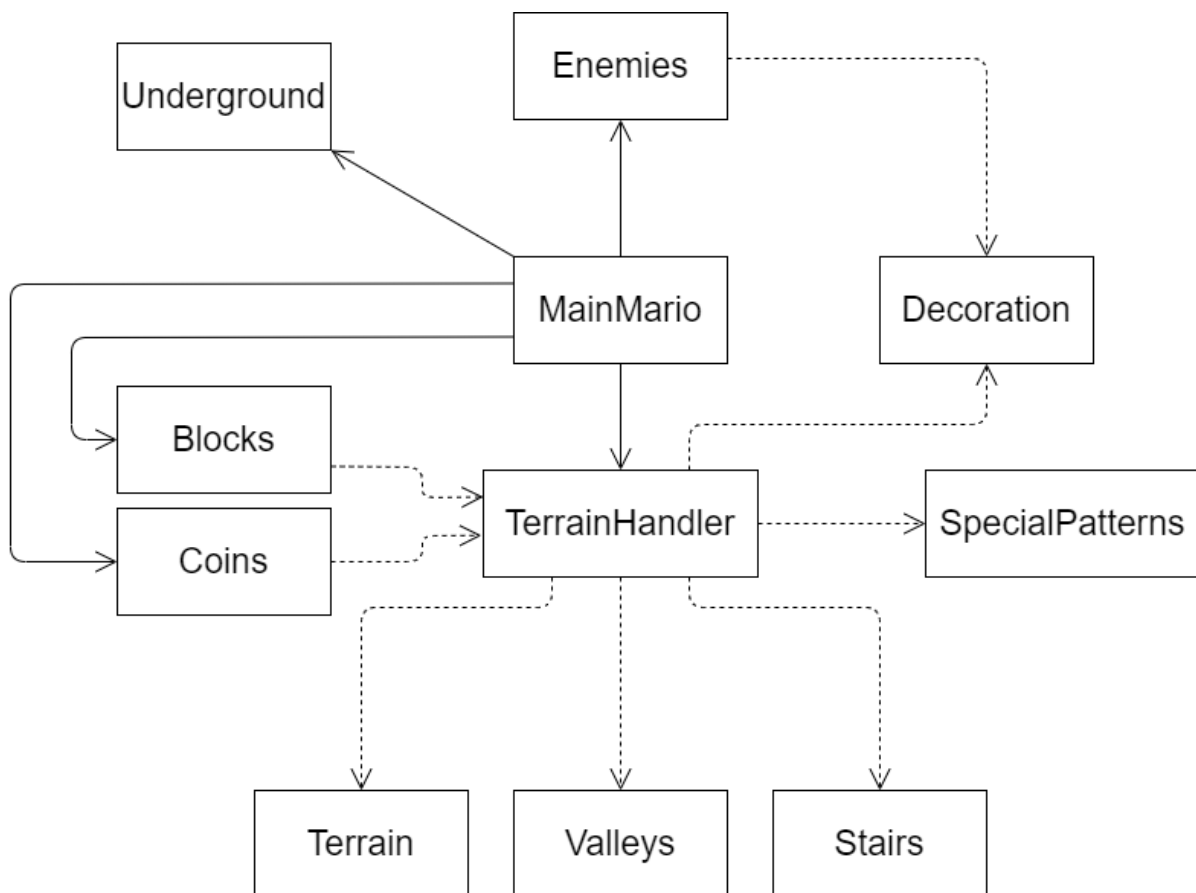 Enemies
Underground
MainMario
Decoration
Blocks
TerrainHandler
SpecialPatterns
Coins
Terrain
Valleys
Stairs